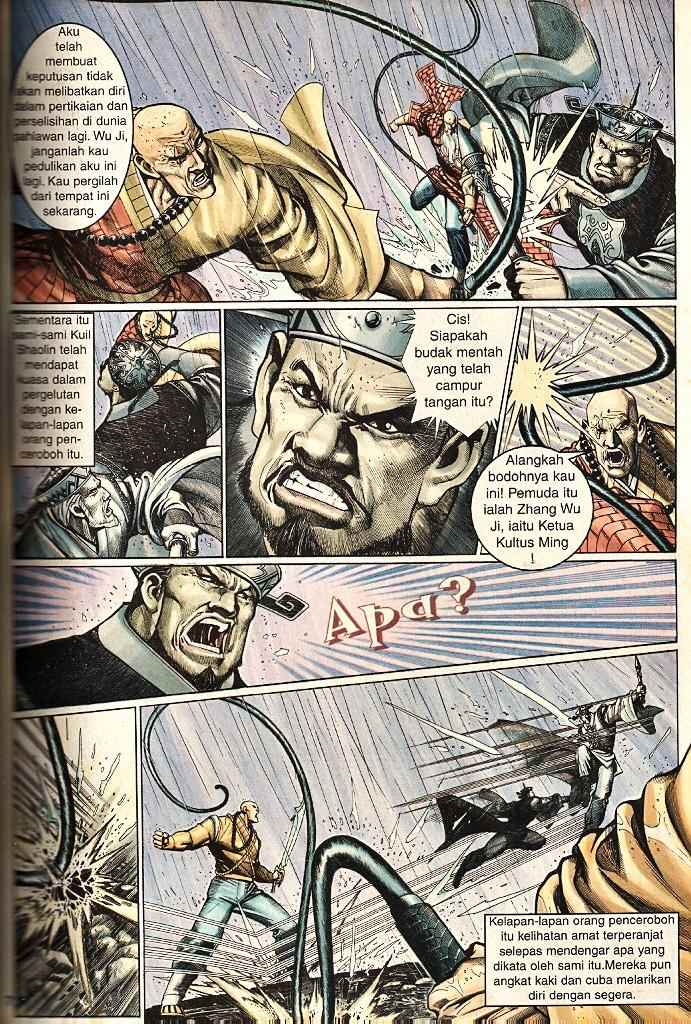 Aku
telah
membuat
keputusan tidak
akan melibatkan diri
dalam pertikaian dan
perselisihan di dunia
pahlawan lagi. Wu Ji,
janganlah kau
pedulikan aku ini
lagi. Kau pergilah
dari tempat ini
sekarang.
Sementara itu
sami-sami Kuil
Shaolin telah
mendapat
kuasa dalam
pergelutan
dengan ke-
lapan-lapan
orang pen-
ceroboh itu.
Cis!
Siapakah
budak mentah
yang telah
campur
tangan itu?
Alangkah
bodohnya kau
ini! Pemuda itu
ialah Zhang Wu
Ji, iaitu Ketua
Kultus Ming
!
Apa?
Kelapan-lapan orang penceroboh
itu kelihatan amat terperanjat
selepas mendengar apa yang
dikata oleh sami itu.Mereka pun
angkat kaki dan cuba melarikan
diri dengan segera.